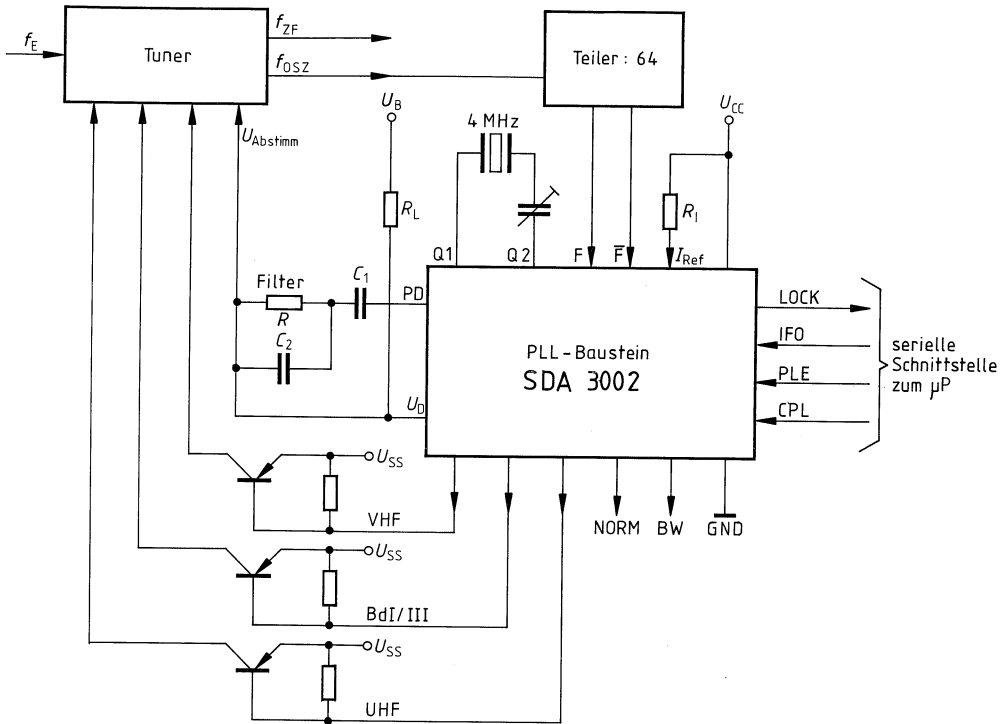 f_E
Tuner
f_ZF
f_OSZ
Teiler : 64
U_Abstimm
U_B
4 MHz
U_CC
R_L
R_I
Q1
Q2
F
F̅
I_Ref
Filter
R
C_1
PD
C_2
U_D
PLL-Baustein
SDA 3002
LOCK
IFO
PLE
CPL
serielle
Schnittstelle
zum µP
U_SS
VHF
NORM
BW
GND
U_SS
BdI/III
U_SS
UHF